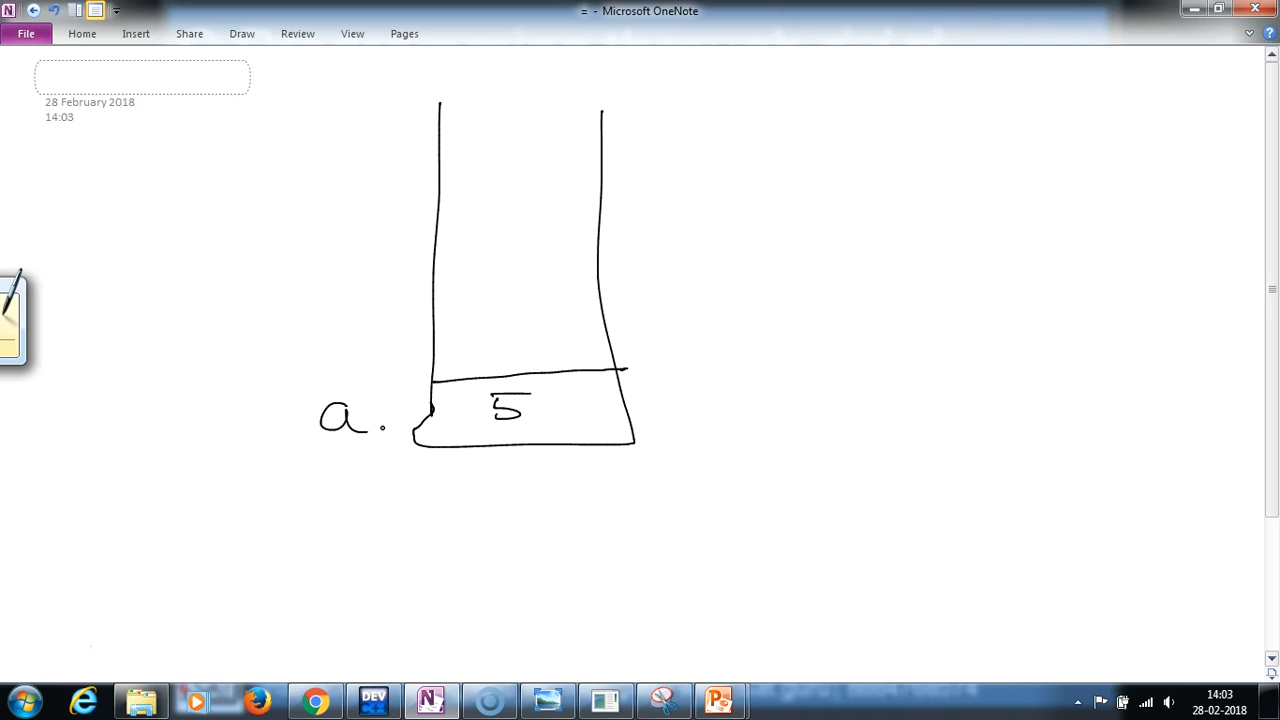 = - Microsoft OneNote
File Home Insert Share Draw Review View Pages
28 February 2018
14:03
5
a.
DEV
14:03
28-02-2018